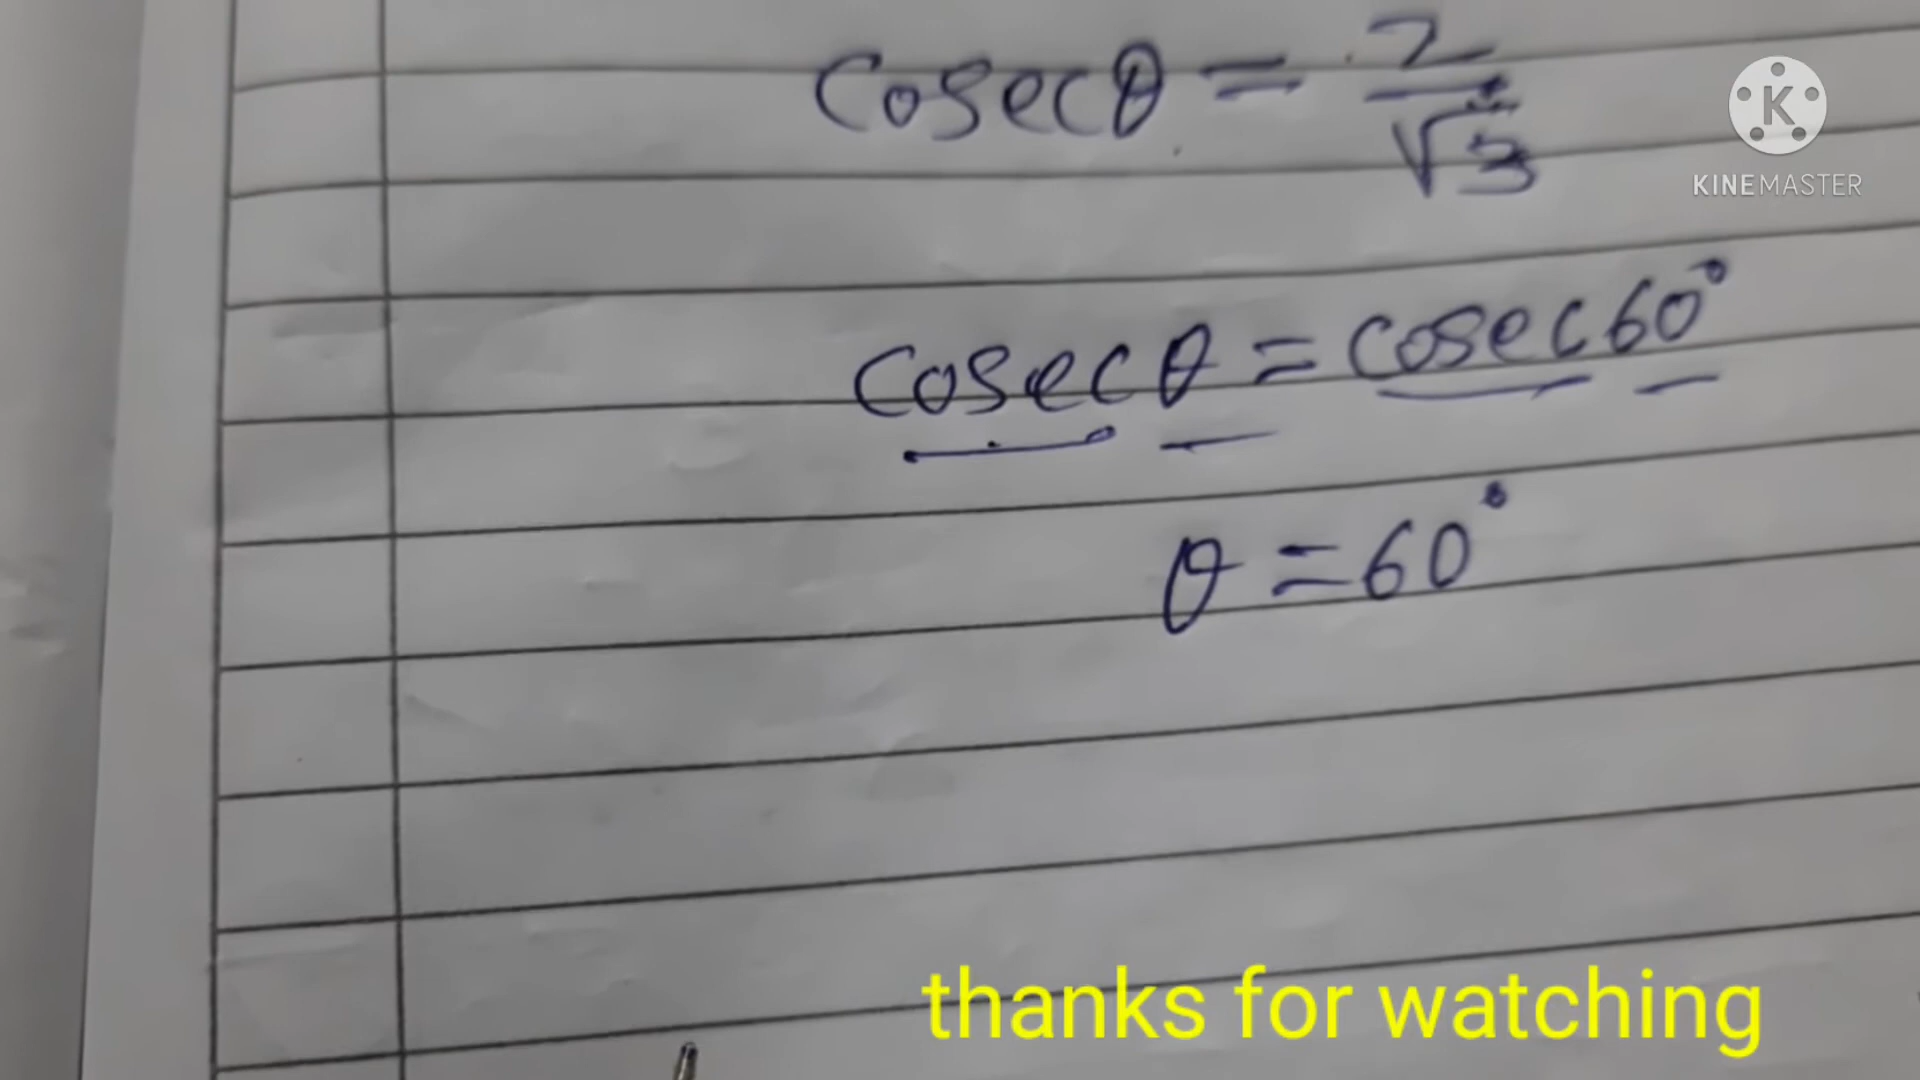 cosecθ = 2/√3
KINEMASTER
cosecθ = cosec60°
θ = 60°
thanks for watching